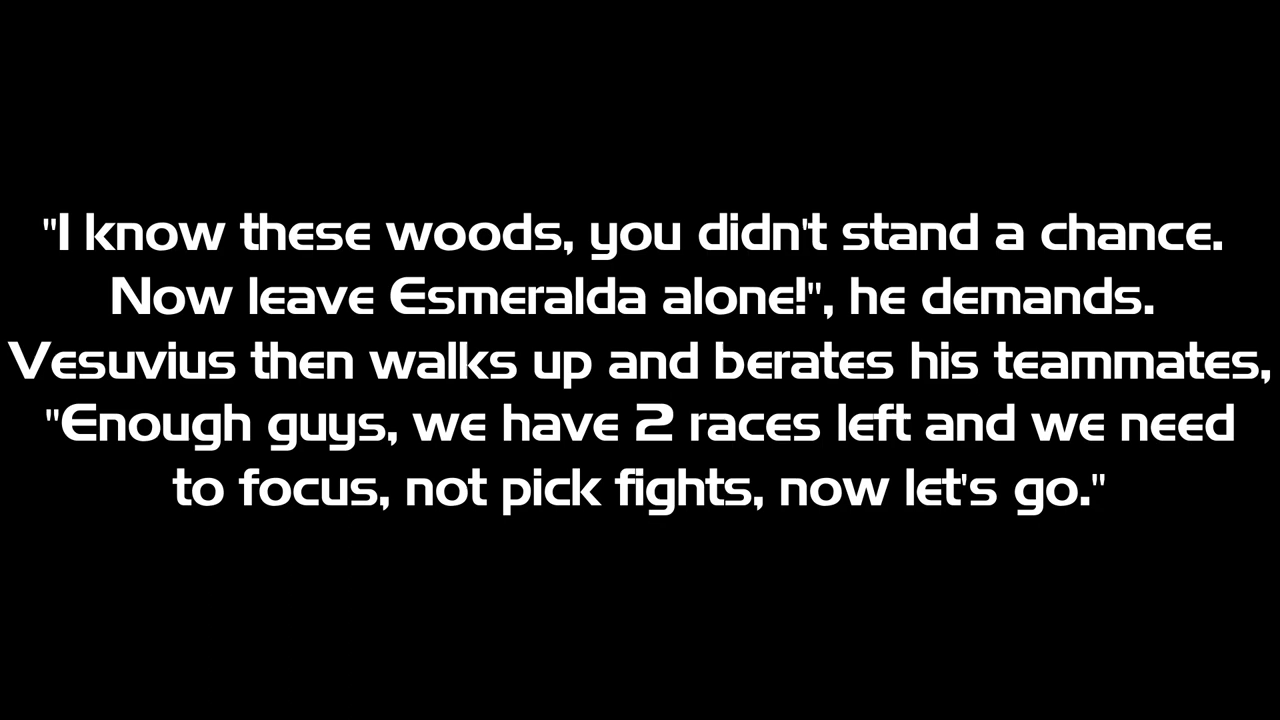 "I know these woods, you didn't stand a chance.
Now leave Esmeralda alone!", he demands.
Vesuvius then walks up and berates his teammates,
"Enough guys, we have 2 races left and we need
to focus, not pick fights, now let's go."